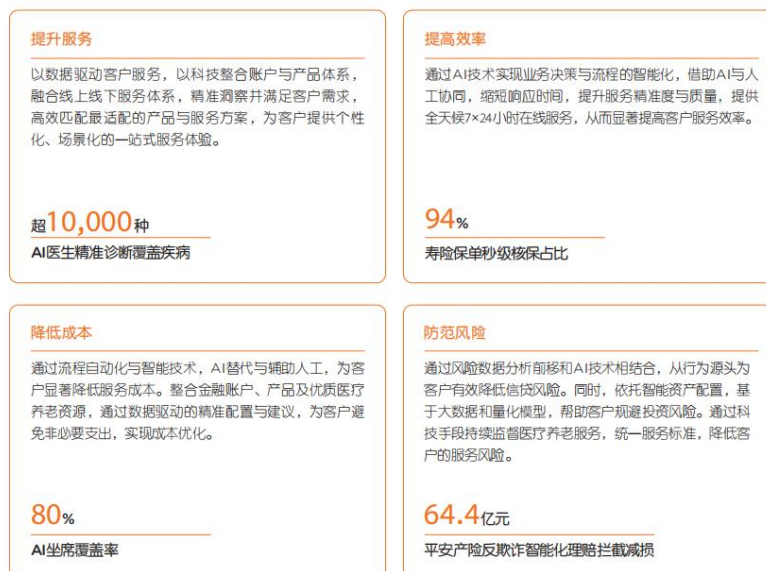 提升服务
以数据驱动客户服务，以科技整合账户与产品体系，
融合线上线下服务体系，精准洞察并满足客户需求，
高效匹配最适配的产品与服务方案，为客户提供个性
化、场景化的一站式服务体验。
超10,000种
AI医生精准诊断覆盖疾病
提高效率
通过AI技术实现业务决策与流程的智能化，借助AI与人
工协同，缩短响应时间，提升服务精准度与质量，提供
全天候7×24小时在线服务，从而显著提高客户服务效率。
94%
寿险保单秒级核保占比
降低成本
通过流程自动化与智能技术，AI替代与辅助人工，为客
户显著降低服务成本。整合金融账户、产品及优质医疗
养老资源，通过数据驱动的精准配置与建议，为客户避
免非必要支出，实现成本优化。
80%
AI坐席覆盖率
防范风险
通过风险数据分析前移和AI技术相结合，从行为源头为
客户有效降低信贷风险。同时，依托智能资产配置，基
于大数据和量化模型，帮助客户规避投资风险。通过科
技手段持续监督医疗养老服务，统一服务标准，降低客
户的服务风险。
64.4亿元
平安产险反欺诈智能化理赔拦截减损